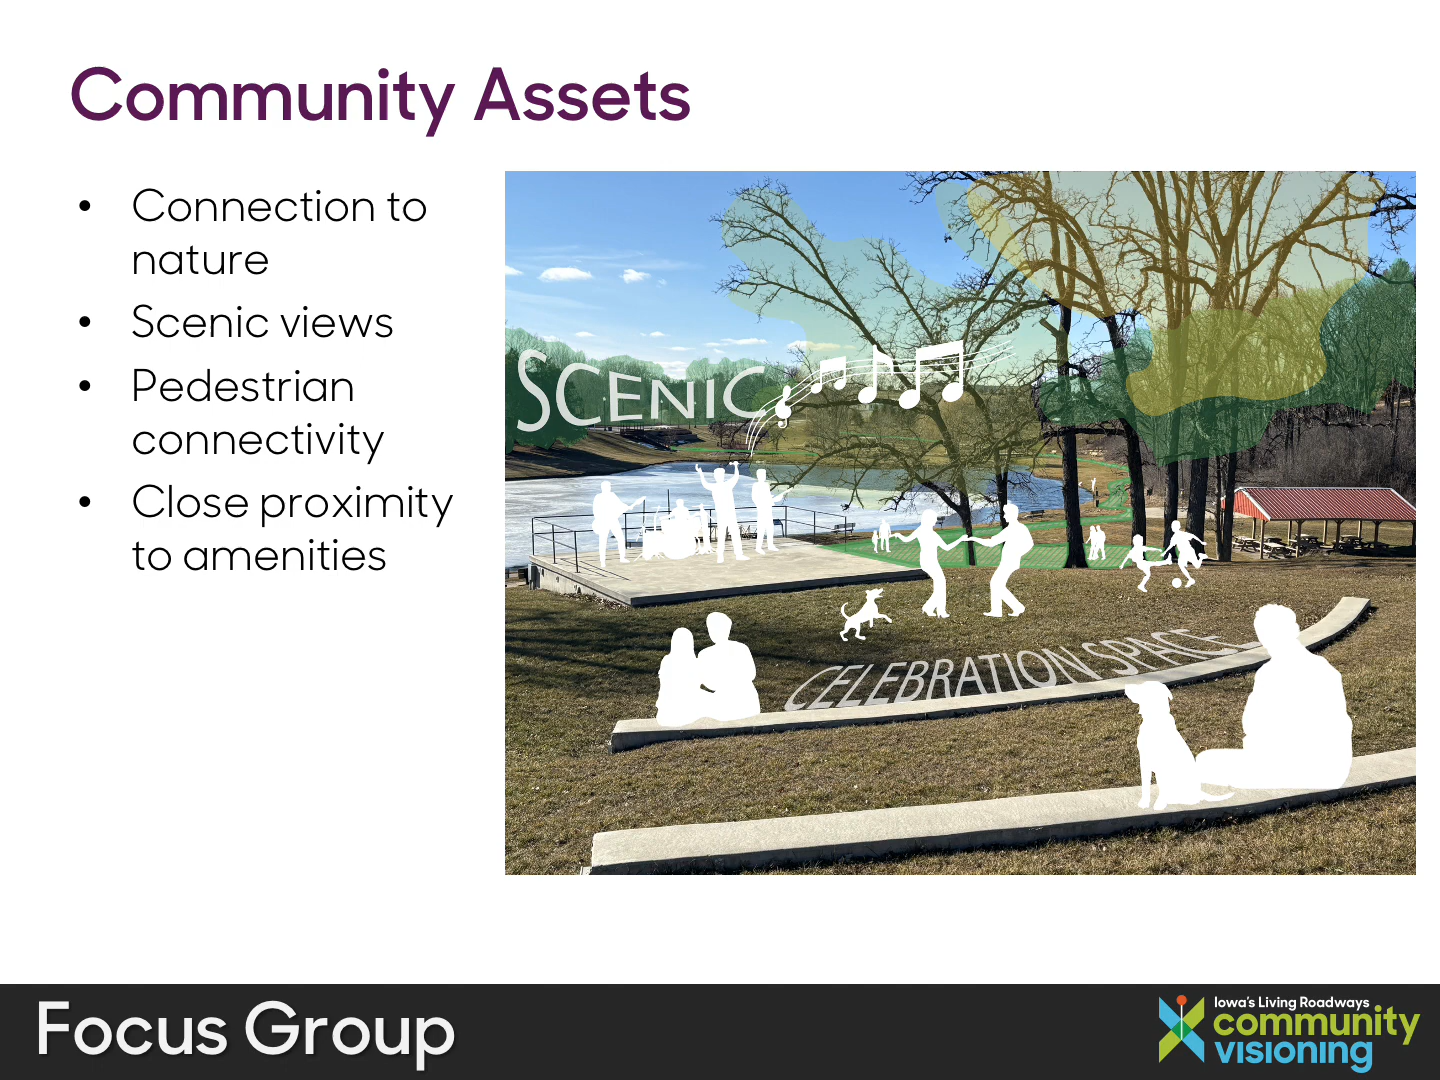 Community Assets
• Connection to
nature
• Scenic views
• Pedestrian
connectivity
• Close proximity
to amenities
SCENIC
CELEBRATION SPACE
Focus Group
Iowa's Living Roadways
community
visioning